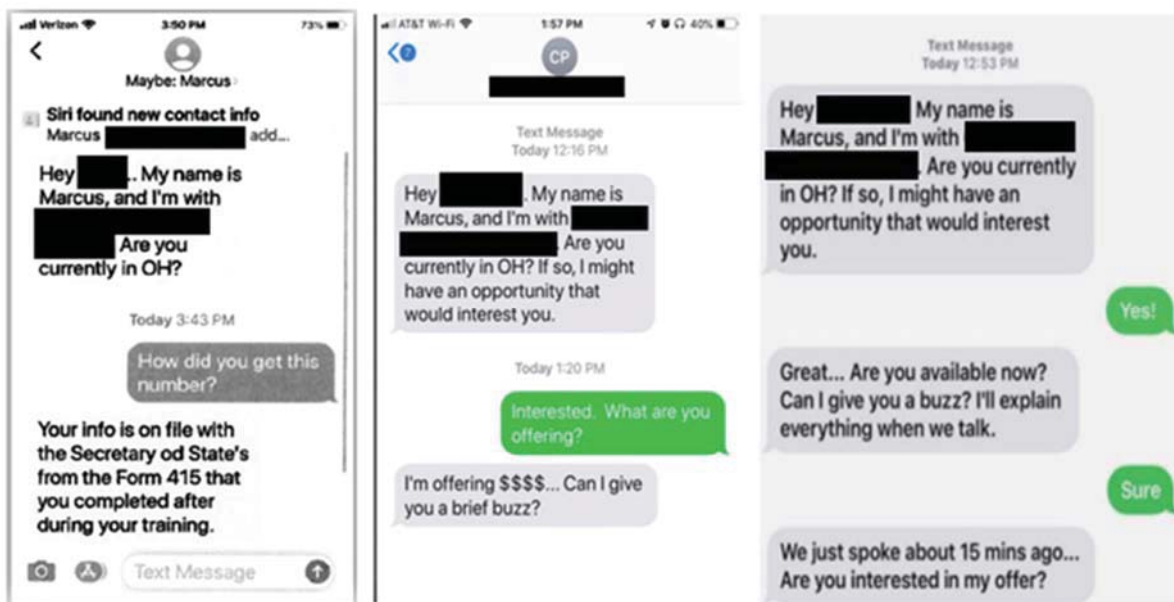 Verizon 3:50 PM 73%
Maybe: Marcus
Siri found new contact info
Marcus add...
Hey .. My name is
Marcus, and I'm with
Are you
currently in OH?
Today 3:43 PM
How did you get this
number?
Your info is on file with
the Secretary od State's
from the Form 415 that
you completed after
during your training.
Text Message
AT&T Wi-Fi 1:57 PM 40%
7
CP
Text Message
Today 12:16 PM
Hey . My name is
Marcus, and I'm with
. Are you
currently in OH? If so, I might
have an opportunity that
would interest you.
Today 1:20 PM
Interested. What are you
offering?
I'm offering $$$$... Can I give
you a brief buzz?
Text Message
Today 12:53 PM
Hey My name is
Marcus, and I'm with
. Are you currently
in OH? If so, I might have an
opportunity that would interest
you.
Yes!
Great... Are you available now?
Can I give you a buzz? I'll explain
everything when we talk.
Sure
We just spoke about 15 mins ago...
Are you interested in my offer?